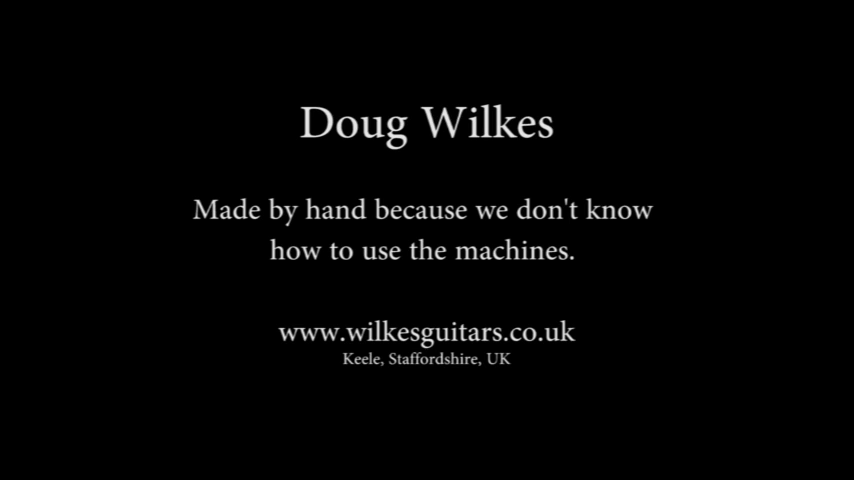 Doug Wilkes
Made by hand because we don't know
how to use the machines.
www.wilkesguitars.co.uk
Keele, Staffordshire, UK